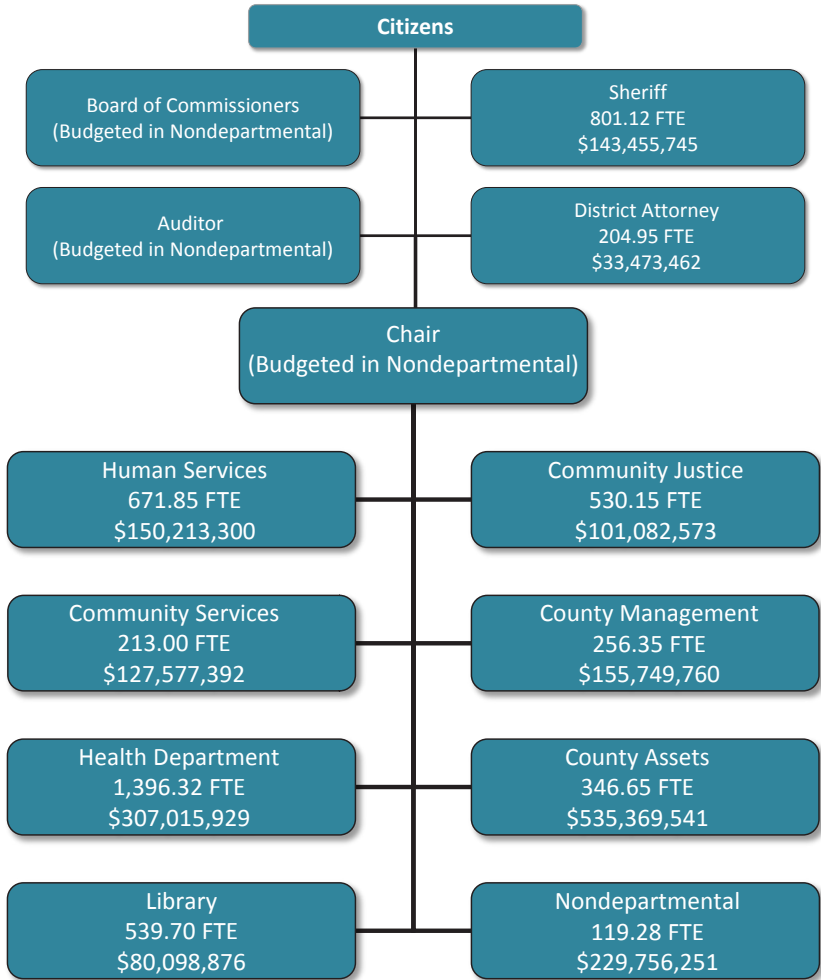 Citizens
Board of Commissioners
(Budgeted in Nondepartmental)
Sheriff
801.12 FTE
$143,455,745
Auditor
(Budgeted in Nondepartmental)
District Attorney
204.95 FTE
$33,473,462
Chair
(Budgeted in Nondepartmental)
Human Services
671.85 FTE
$150,213,300
Community Justice
530.15 FTE
$101,082,573
Community Services
213.00 FTE
$127,577,392
County Management
256.35 FTE
$155,749,760
Health Department
1,396.32 FTE
$307,015,929
County Assets
346.65 FTE
$535,369,541
Library
539.70 FTE
$80,098,876
Nondepartmental
119.28 FTE
$229,756,251